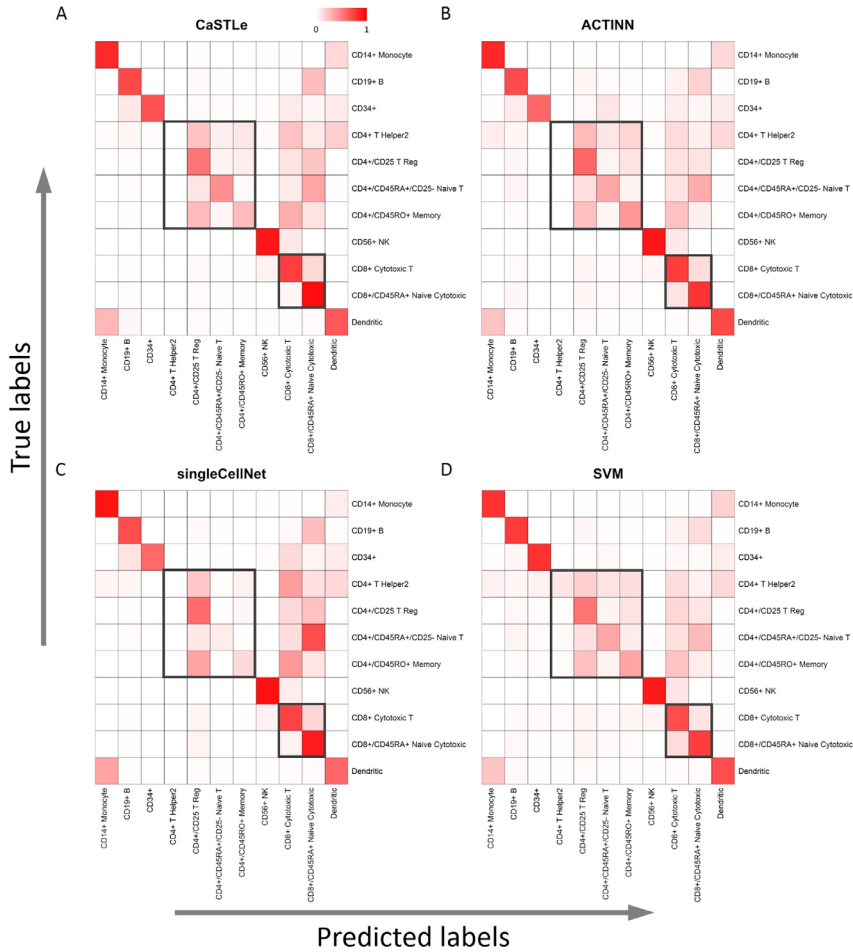 A
CaSTLe
0
1
CD14+ Monocyte
CD19+ B
CD34+
CD4+ T Helper2
CD4+/CD25 T Reg
CD4+/CD45RA+/CD25- Naive T
CD4+/CD45RO+ Memory
CD56+ NK
CD8+ Cytotoxic T
CD8+/CD45RA+ Naive Cytotoxic
Dendritic
CD14+ Monocyte
CD19+ B
CD34+
CD4+ T Helper2
CD4+/CD25 T Reg
CD4+/CD45RA+/CD25- Naive T
CD4+/CD45RO+ Memory
CD56+ NK
CD8+ Cytotoxic T
CD8+/CD45RA+ Naive Cytotoxic
Dendritic
B
ACTINN
CD14+ Monocyte
CD19+ B
CD34+
CD4+ T Helper2
CD4+/CD25 T Reg
CD4+/CD45RA+/CD25- Naive T
CD4+/CD45RO+ Memory
CD56+ NK
CD8+ Cytotoxic T
CD8+/CD45RA+ Naive Cytotoxic
Dendritic
CD14+ Monocyte
CD19+ B
CD34+
CD4+ T Helper2
CD4+/CD25 T Reg
CD4+/CD45RA+/CD25- Naive T
CD4+/CD45RO+ Memory
CD56+ NK
CD8+ Cytotoxic T
CD8+/CD45RA+ Naive Cytotoxic
Dendritic
True labels
C
singleCellNet
CD14+ Monocyte
CD19+ B
CD34+
CD4+ T Helper2
CD4+/CD25 T Reg
CD4+/CD45RA+/CD25- Naive T
CD4+/CD45RO+ Memory
CD56+ NK
CD8+ Cytotoxic T
CD8+/CD45RA+ Naive Cytotoxic
Dendritic
CD14+ Monocyte
CD19+ B
CD34+
CD4+ T Helper2
CD4+/CD25 T Reg
CD4+/CD45RA+/CD25- Naive T
CD4+/CD45RO+ Memory
CD56+ NK
CD8+ Cytotoxic T
CD8+/CD45RA+ Naive Cytotoxic
Dendritic
D
SVM
CD14+ Monocyte
CD19+ B
CD34+
CD4+ T Helper2
CD4+/CD25 T Reg
CD4+/CD45RA+/CD25- Naive T
CD4+/CD45RO+ Memory
CD56+ NK
CD8+ Cytotoxic T
CD8+/CD45RA+ Naive Cytotoxic
Dendritic
CD14+ Monocyte
CD19+ B
CD34+
CD4+ T Helper2
CD4+/CD25 T Reg
CD4+/CD45RA+/CD25- Naive T
CD4+/CD45RO+ Memory
CD56+ NK
CD8+ Cytotoxic T
CD8+/CD45RA+ Naive Cytotoxic
Dendritic
Predicted labels